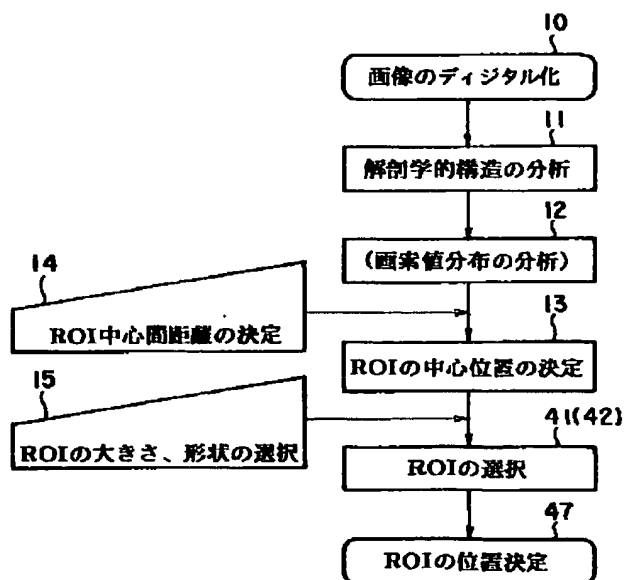 10
画像のディジタル化
11
解剖学的構造の分析
12
(画素値分布の分析)
14
ROI中心間距離の決定
13
ROIの中心位置の決定
15
ROIの大きさ、形状の選択
41(42)
ROIの選択
47
ROIの位置決定